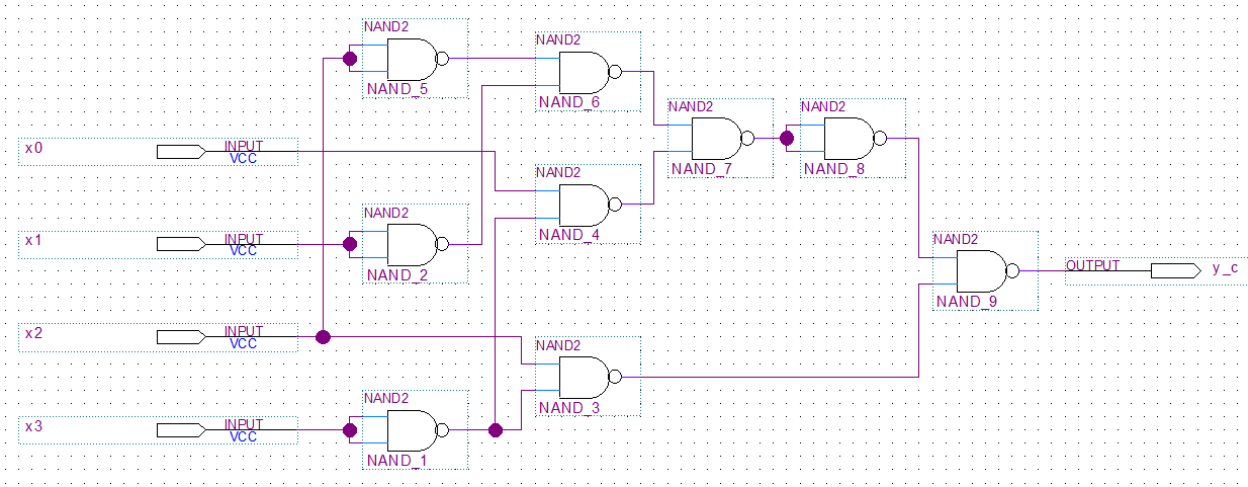 NAND2
NAND_5
NAND2
NAND_6
NAND2
NAND_7
NAND2
NAND_8
x0
INPUT
VCC
NAND2
NAND_4
NAND2
NAND_2
x1
INPUT
VCC
NAND2
NAND_9
OUTPUT
y_c
x2
INPUT
VCC
NAND2
NAND_3
NAND2
NAND_1
x3
INPUT
VCC